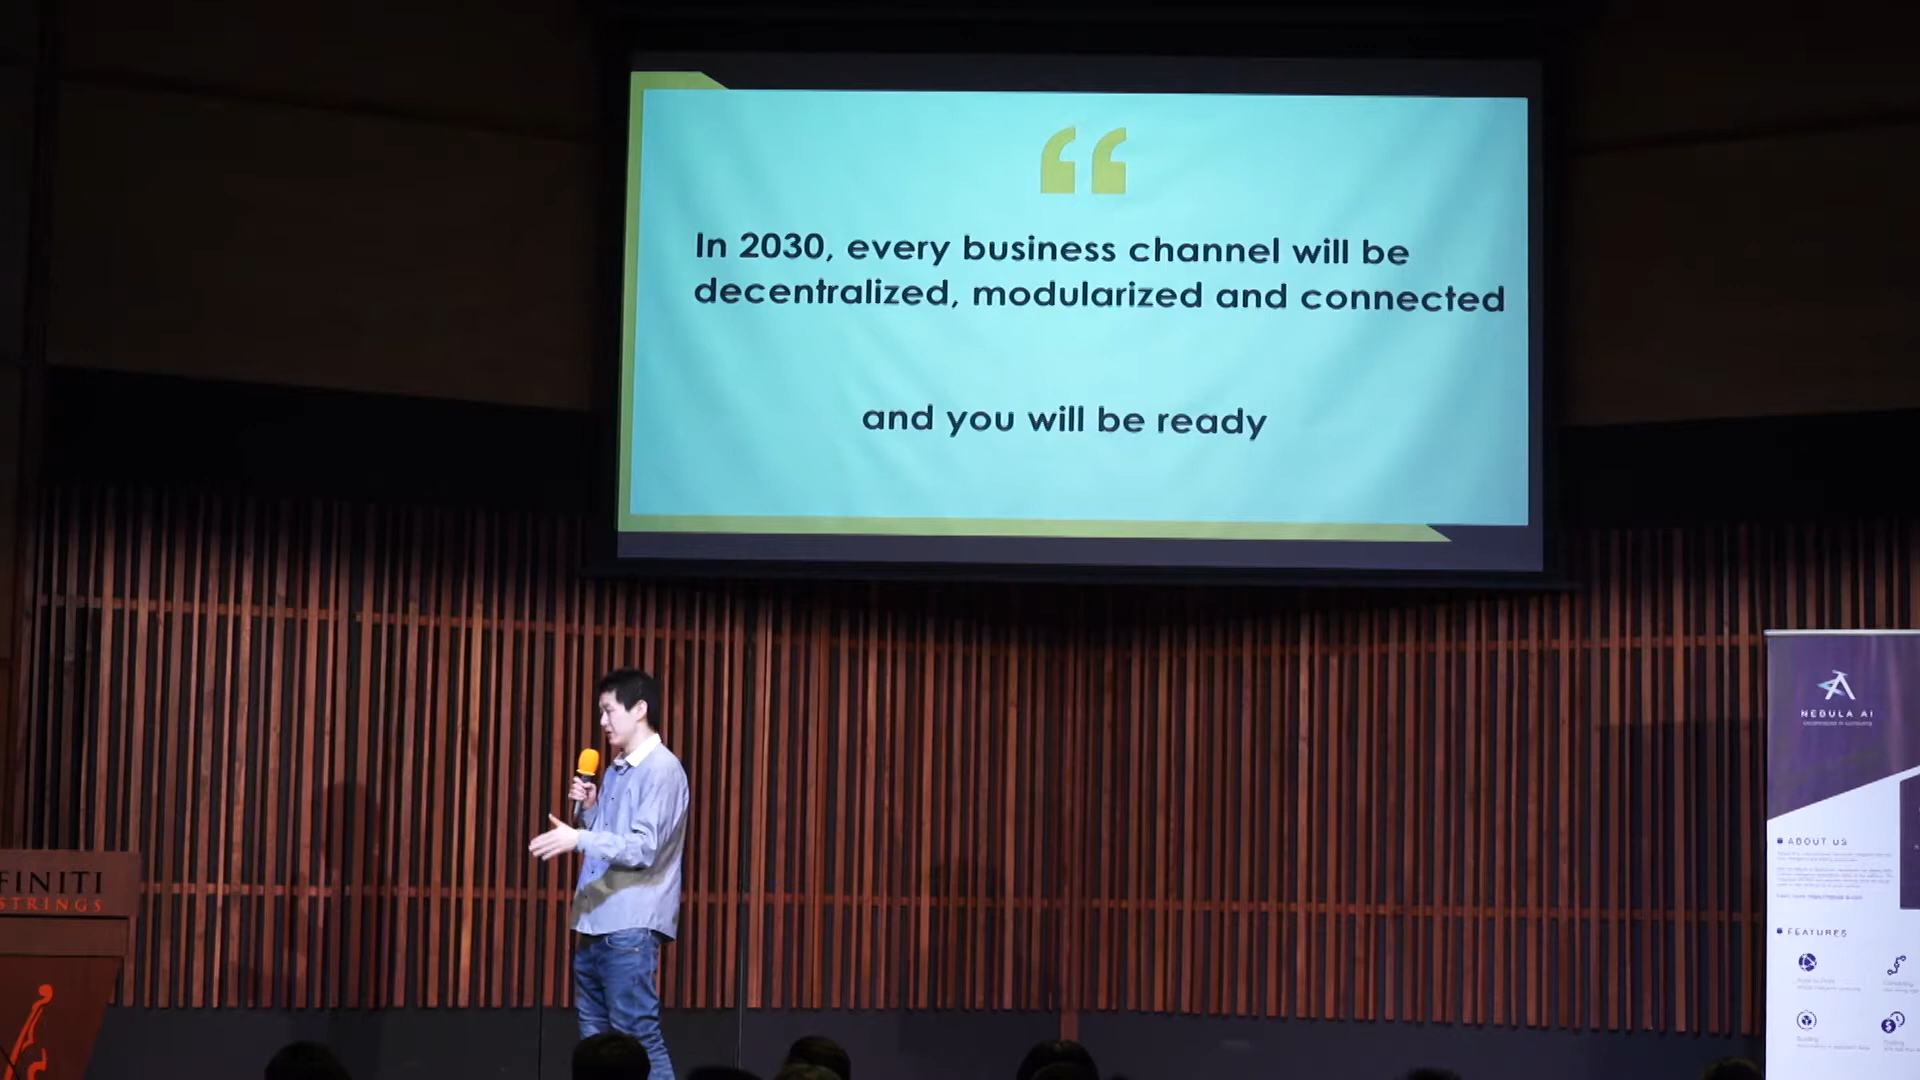 In 2030, every business channel will be
decentralized, modularized and connected
and you will be ready
FINITI
STRINGS
NEBULA AI
ABOUT US
FEATURES